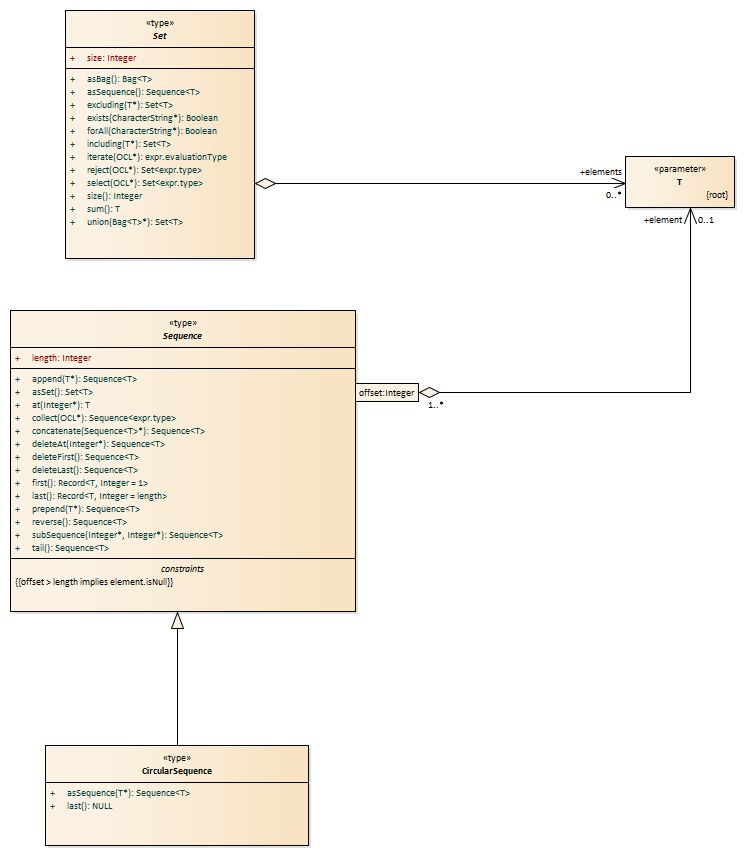 «type»
Set
+ size: Integer
+ asBag(): Bag<T>
+ asSequence(): Sequence<T>
+ excluding(T*): Set<T>
+ exists(CharacterString*): Boolean
+ forAll(CharacterString*): Boolean
+ including(T*): Set<T>
+ iterate(OCL*): expr.evaluationType
+ reject(OCL*): Set<expr.type>
+ select(OCL*): Set<expr.type>
+ size(): Integer
+ sum(): T
+ union(Bag<T>*): Set<T>
+elements
0..*
«parameter»
T
{root}
+element
0..1
«type»
Sequence
+ length: Integer
+ append(T*): Sequence<T>
+ asSet(): Set<T>
+ at(Integer*): T
+ collect(OCL*): Sequence<expr.type>
+ concatenate(Sequence<T>*): Sequence<T>
+ deleteAt(Integer*): Sequence<T>
+ deleteFirst(): Sequence<T>
+ deleteLast(): Sequence<T>
+ first(): Record<T, Integer = 1>
+ last(): Record<T, Integer = length>
+ prepend(T*): Sequence<T>
+ reverse(): Sequence<T>
+ subSequence(Integer*, Integer*): Sequence<T>
+ tail(): Sequence<T>
constraints
{{offset > length implies element.isNull}}
offset:Integer
1..*
«type»
CircularSequence
+ asSequence(T*): Sequence<T>
+ last(): NULL